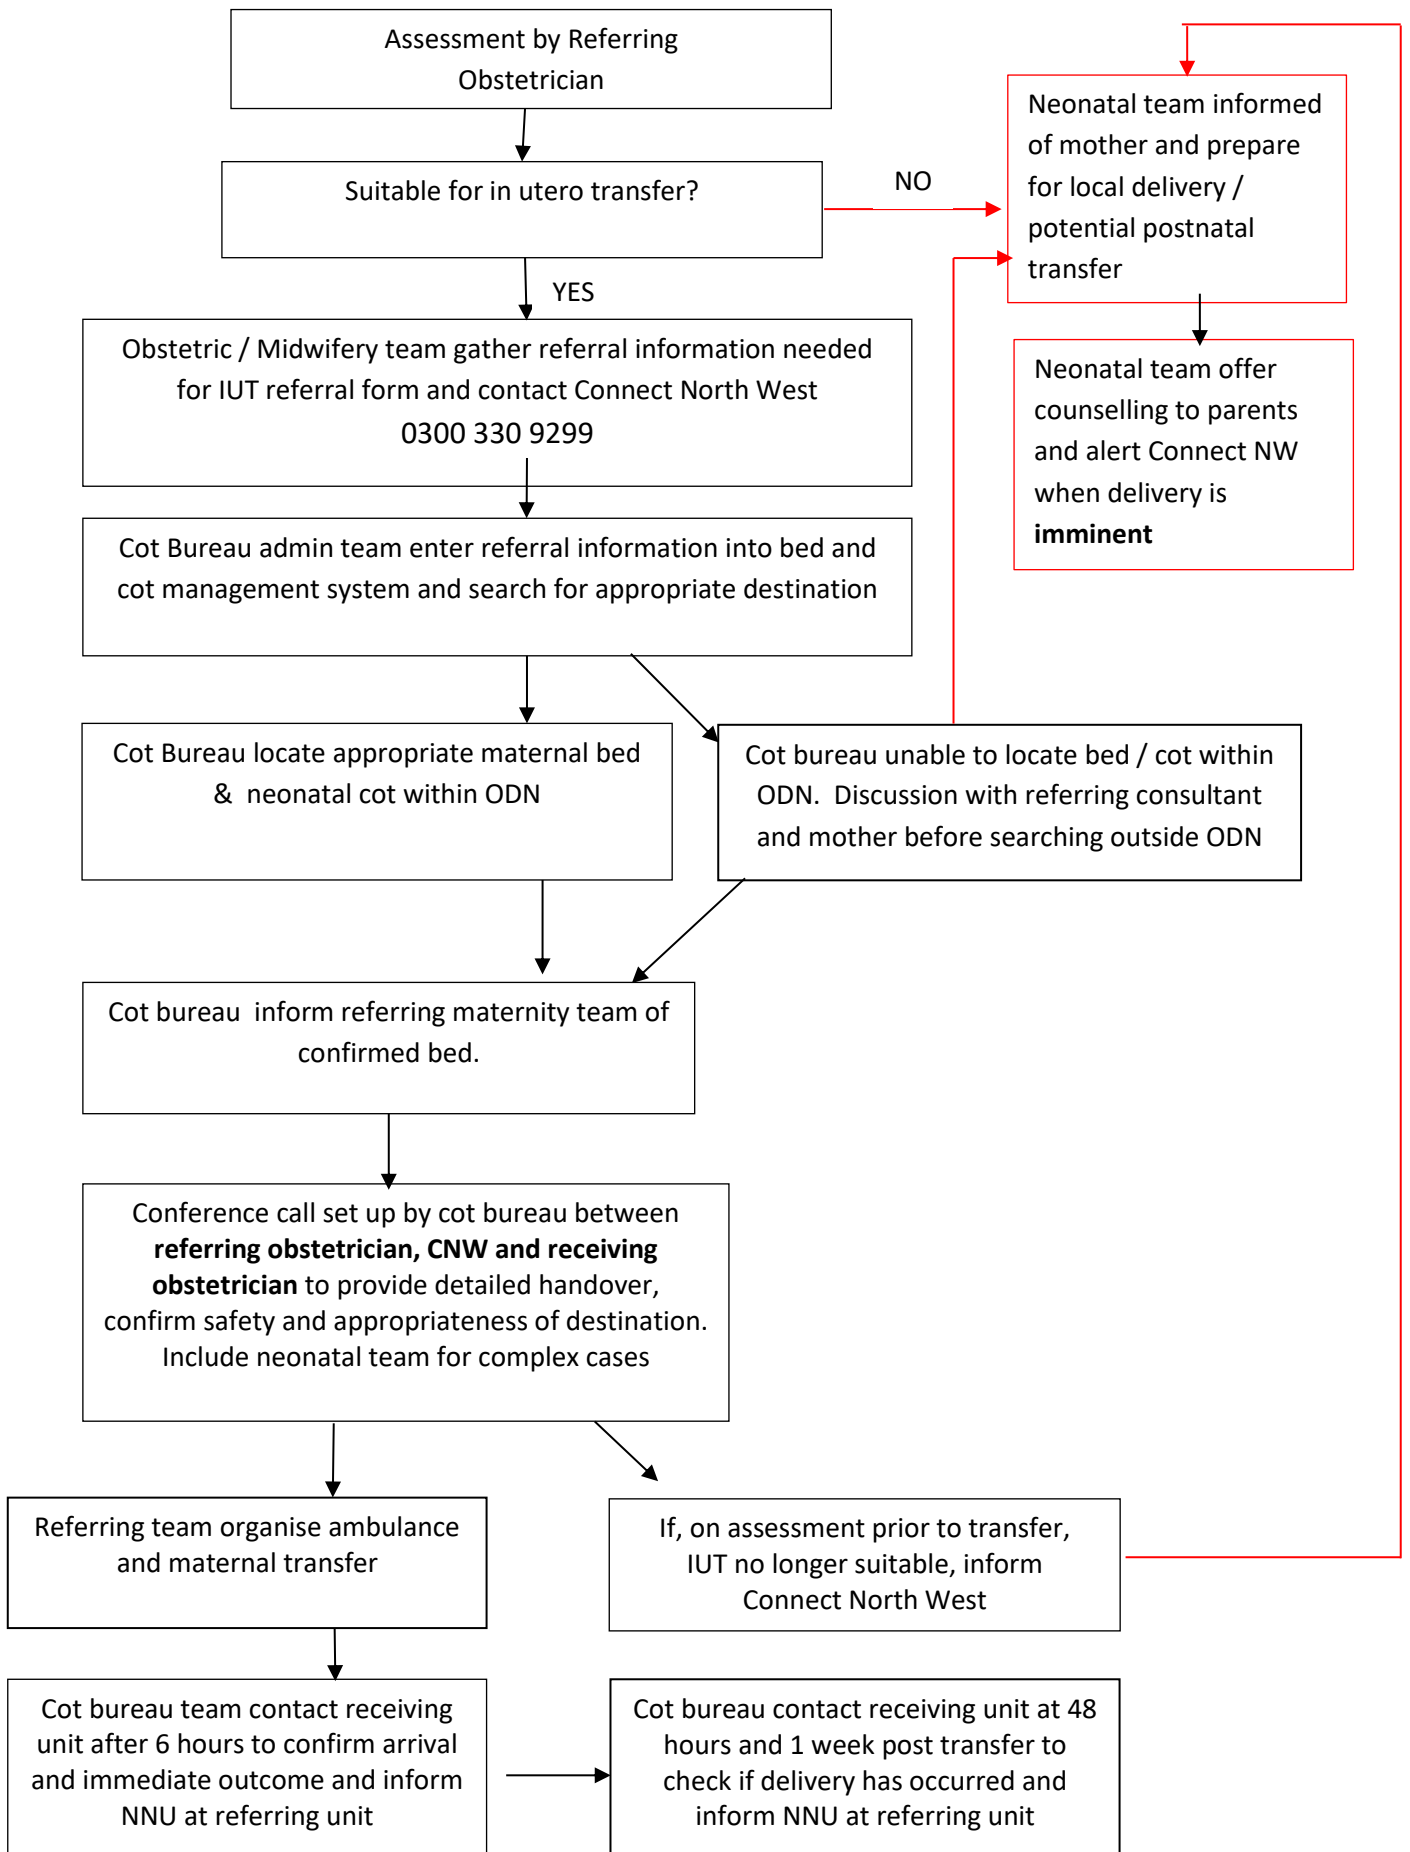 Assessment by Referring
Obstetrician
Suitable for in utero transfer?
NO
Neonatal team informed
of mother and prepare
for local delivery /
potential postnatal
transfer
YES
Obstetric / Midwifery team gather referral information needed
for IUT referral form and contact Connect North West
0300 330 9299
Neonatal team offer
counselling to parents
and alert Connect NW
when delivery is
imminent
Cot Bureau admin team enter referral information into bed and
cot management system and search for appropriate destination
Cot Bureau locate appropriate maternal bed
& neonatal cot within ODN
Cot bureau unable to locate bed / cot within
ODN. Discussion with referring consultant
and mother before searching outside ODN
Cot bureau inform referring maternity team of
confirmed bed.
Conference call set up by cot bureau between
referring obstetrician, CNW and receiving
obstetrician to provide detailed handover,
confirm safety and appropriateness of destination.
Include neonatal team for complex cases
Referring team organise ambulance
and maternal transfer
If, on assessment prior to transfer,
IUT no longer suitable, inform
Connect North West
Cot bureau team contact receiving
unit after 6 hours to confirm arrival
and immediate outcome and inform
NNU at referring unit
Cot bureau contact receiving unit at 48
hours and 1 week post transfer to
check if delivery has occurred and
inform NNU at referring unit